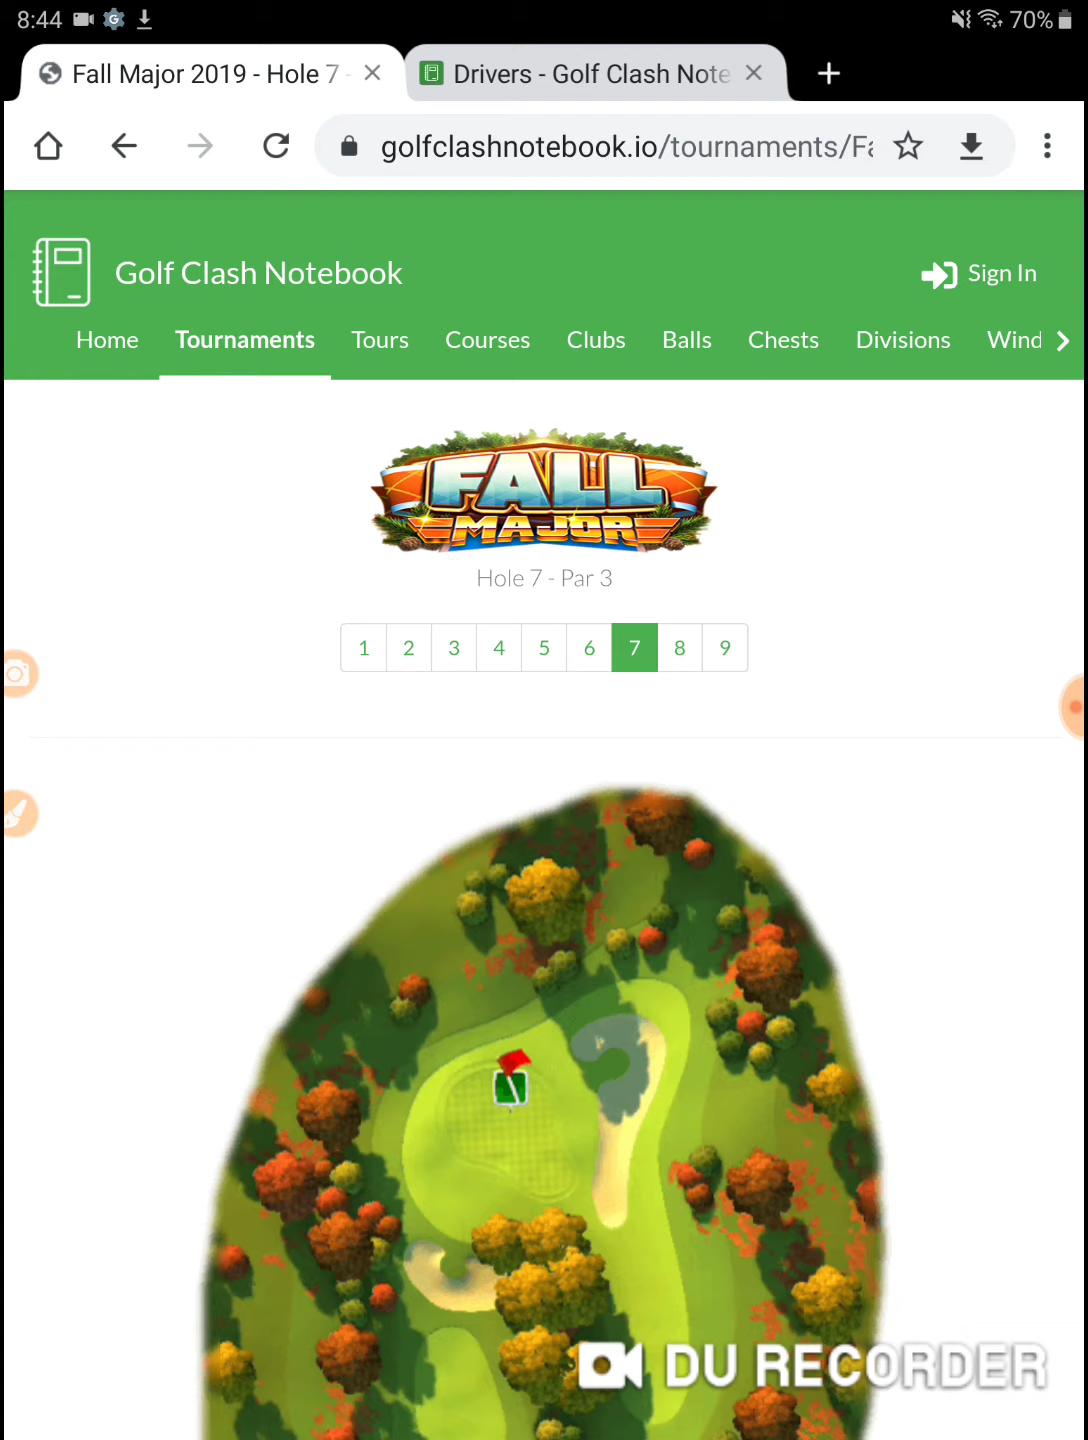 8:44 70%
Fall Major 2019 - Hole 7 - Drivers - Golf Clash Note
golfclashnotebook.io/tournaments/Fa
Golf Clash Notebook Sign In
Home Tournaments Tours Courses Clubs Balls Chests Divisions Wind
FALL
MAJOR
Hole 7 - Par 3
1 2 3 4 5 6 7 8 9
DU RECORDER